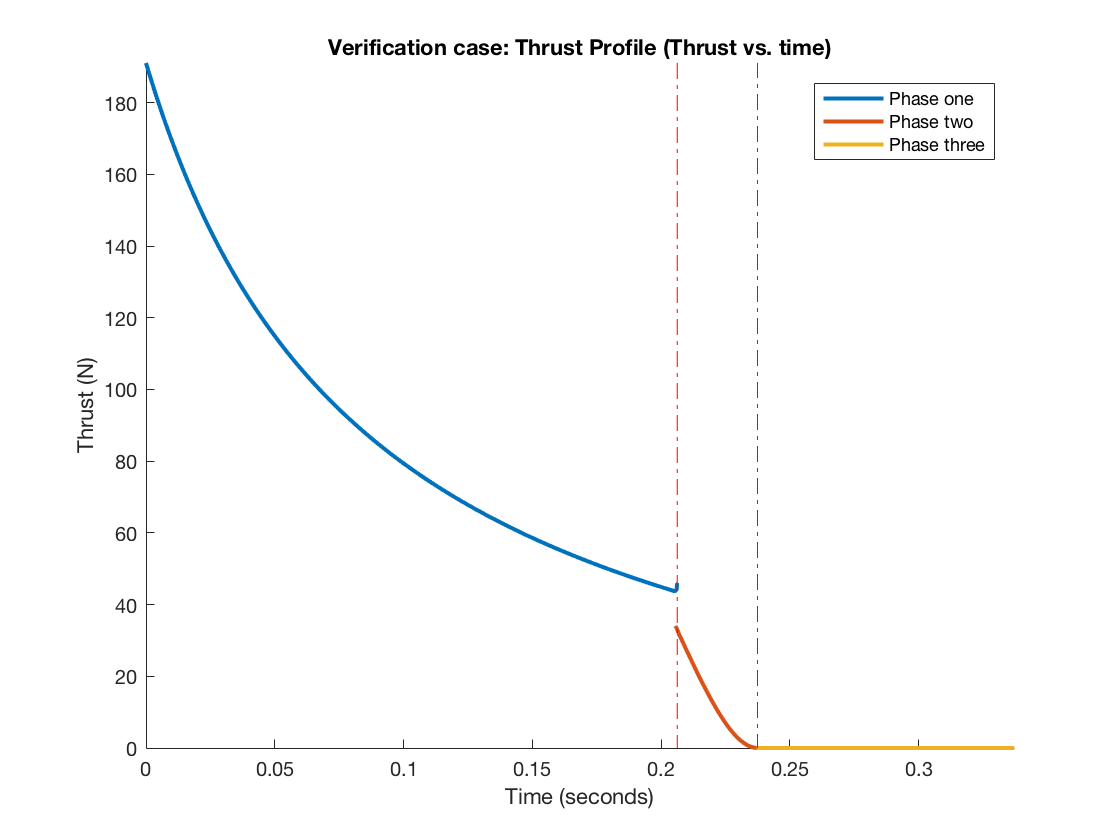 Verification case: Thrust Profile (Thrust vs. time)
Phase one
Phase two
Phase three
180
160
140
120
100
80
60
40
20
0
Thrust (N)
0
0.05
0.1
0.15
0.2
0.25
0.3
Time (seconds)